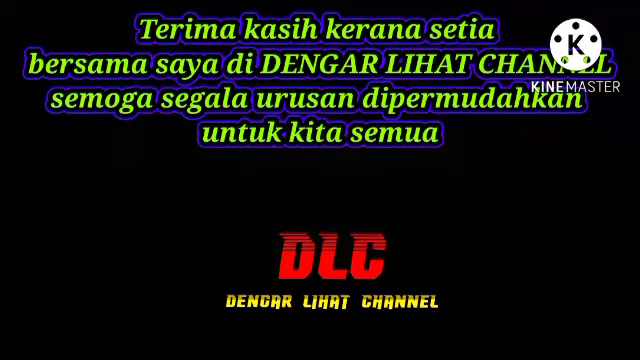 Terima kasih kerana setia
bersama saya di DENGAR LIHAT CHANNEL
semoga segala urusan dipermudahkan
untuk kita semua
K
KINEMASTER
DLC
DENGAR LIHAT CHANNEL